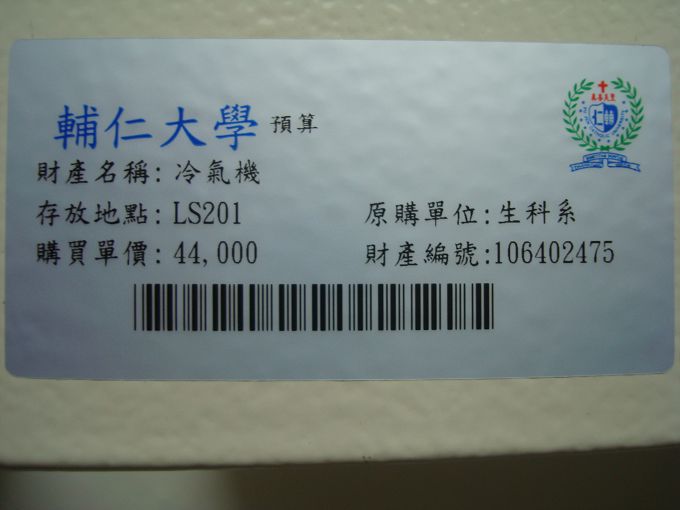 輔仁大學 預算
財產名稱: 冷氣機
存放地點: LS201 原購單位: 生科系
購買單價: 44,000 財產編號:106402475